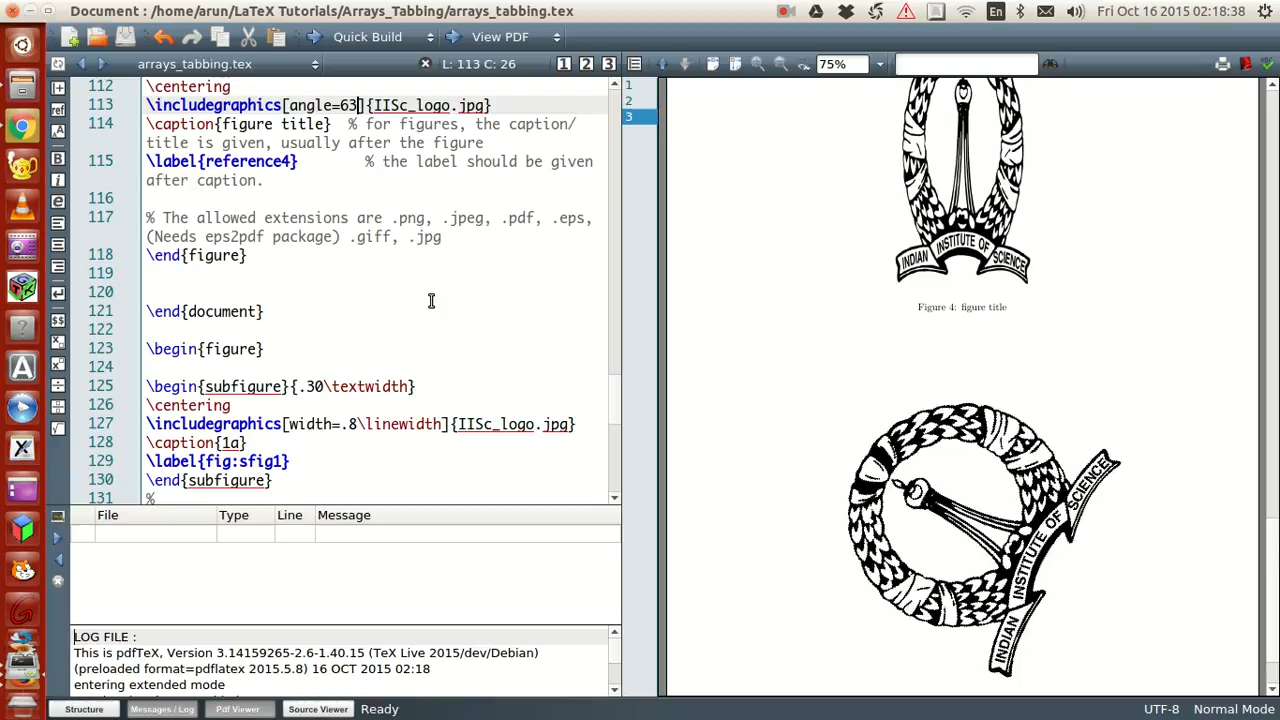 /home/arun/LaTeX Tutorials/Arrays_Tabbing/arrays_tabbing.tex
En
Fri Oct 16 2015 02:18:38
Quick Build
View PDF
arrays_tabbing.tex
L: 113 C: 26
1 2 3
75%
112 \centering
113 \includegraphics[angle=63]{IISc_logo.jpg}
114 \caption{figure title}  % for figures, the caption/
title is given, usually after the figure
115 \label{reference4}        % the label should be given
after caption.
116
117 % The allowed extensions are .png, .jpeg, .pdf, .eps,
(Needs eps2pdf package) .giff, .jpg
118 \end{figure}
119
120
121 \end{document}
122
123 \begin{figure}
124
125 \begin{subfigure}{.30\textwidth}
126 \centering
127 \includegraphics[width=.8\linewidth]{IISc_logo.jpg}
128 \caption{1a}
129 \label{fig:sfig1}
130 \end{subfigure}
131 %
File Type Line Message
LOG FILE :
This is pdfTeX, Version 3.14159265-2.6-1.40.15 (TeX Live 2015/dev/Debian)
(preloaded format=pdflatex 2015.5.8) 16 OCT 2015 02:18
entering extended mode
Structure Messages / Log Pdf Viewer Source Viewer Ready
1
2
3
INDIAN INSTITUTE OF SCIENCE
Figure 4: figure title
INDIAN INSTITUTE OF SCIENCE
UTF-8 Normal Mode